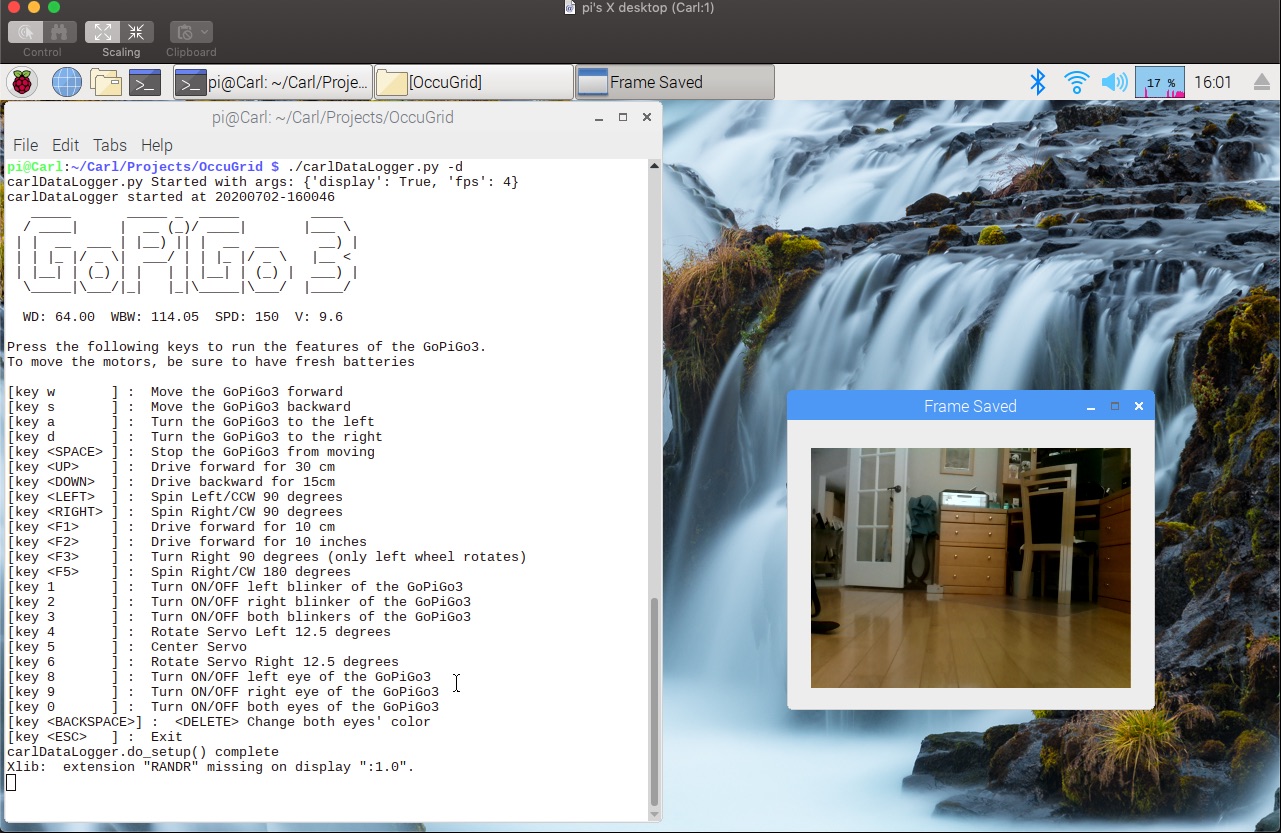 pi's X desktop (Carl:1)
Control
Scaling
Clipboard
pi@Carl: ~/Carl/Proje...
[OccuGrid]
Frame Saved
17 %
16:01
pi@Carl: ~/Carl/Projects/OccuGrid
File Edit Tabs Help
pi@Carl:~/Carl/Projects/OccuGrid $ ./carlDataLogger.py -d
carlDataLogger.py Started with args: {'display': True, 'fps': 4}
carlDataLogger started at 20200702-160046
GoPiGo 3
WD: 64.00  WBW: 114.05  SPD: 150  V: 9.6
Press the following keys to run the features of the GoPiGo3.
To move the motors, be sure to have fresh batteries
[key w       ] :  Move the GoPiGo3 forward
[key s       ] :  Move the GoPiGo3 backward
[key a       ] :  Turn the GoPiGo3 to the left
[key d       ] :  Turn the GoPiGo3 to the right
[key <SPACE> ] :  Stop the GoPiGo3 from moving
[key <UP>    ] :  Drive forward for 30 cm
[key <DOWN>  ] :  Drive backward for 15cm
[key <LEFT>  ] :  Spin Left/CCW 90 degrees
[key <RIGHT> ] :  Spin Right/CW 90 degrees
[key <F1>    ] :  Drive forward for 10 cm
[key <F2>    ] :  Drive forward for 10 inches
[key <F3>    ] :  Turn Right 90 degrees (only left wheel rotates)
[key <F5>    ] :  Spin Right/CW 180 degrees
[key 1       ] :  Turn ON/OFF left blinker of the GoPiGo3
[key 2       ] :  Turn ON/OFF right blinker of the GoPiGo3
[key 3       ] :  Turn ON/OFF both blinkers of the GoPiGo3
[key 4       ] :  Rotate Servo Left 12.5 degrees
[key 5       ] :  Center Servo
[key 6       ] :  Rotate Servo Right 12.5 degrees
[key 8       ] :  Turn ON/OFF left eye of the GoPiGo3
[key 9       ] :  Turn ON/OFF right eye of the GoPiGo3
[key 0       ] :  Turn ON/OFF both eyes of the GoPiGo3
[key <BACKSPACE>] :  <DELETE> Change both eyes' color
[key <ESC>   ] :  Exit
carlDataLogger.do_setup() complete
Xlib:  extension "RANDR" missing on display ":1.0".
Frame Saved